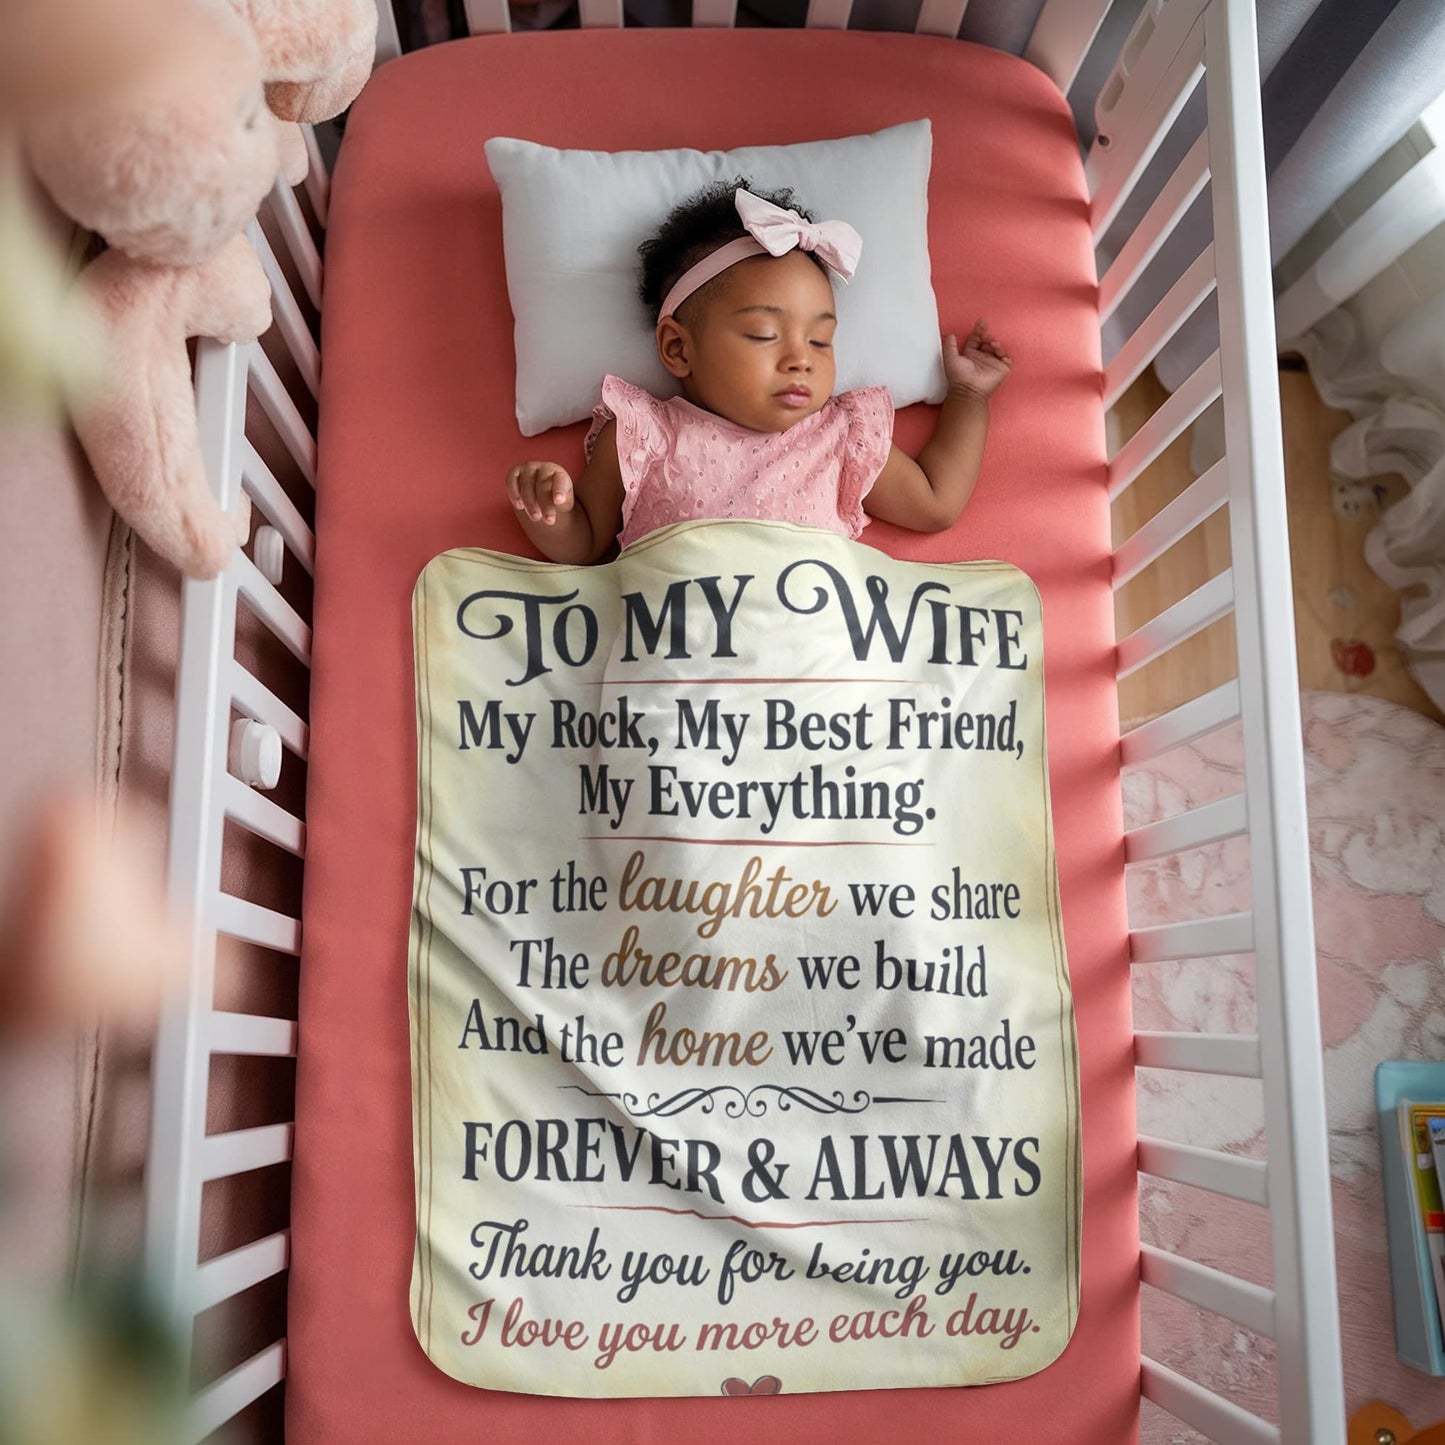 TO MY WIFE
My Rock, My Best Friend,
My Everything.
For the laughter we share
The dreams we build
And the home we've made
FOREVER & ALWAYS
Thank you for being you.
I love you more each day.